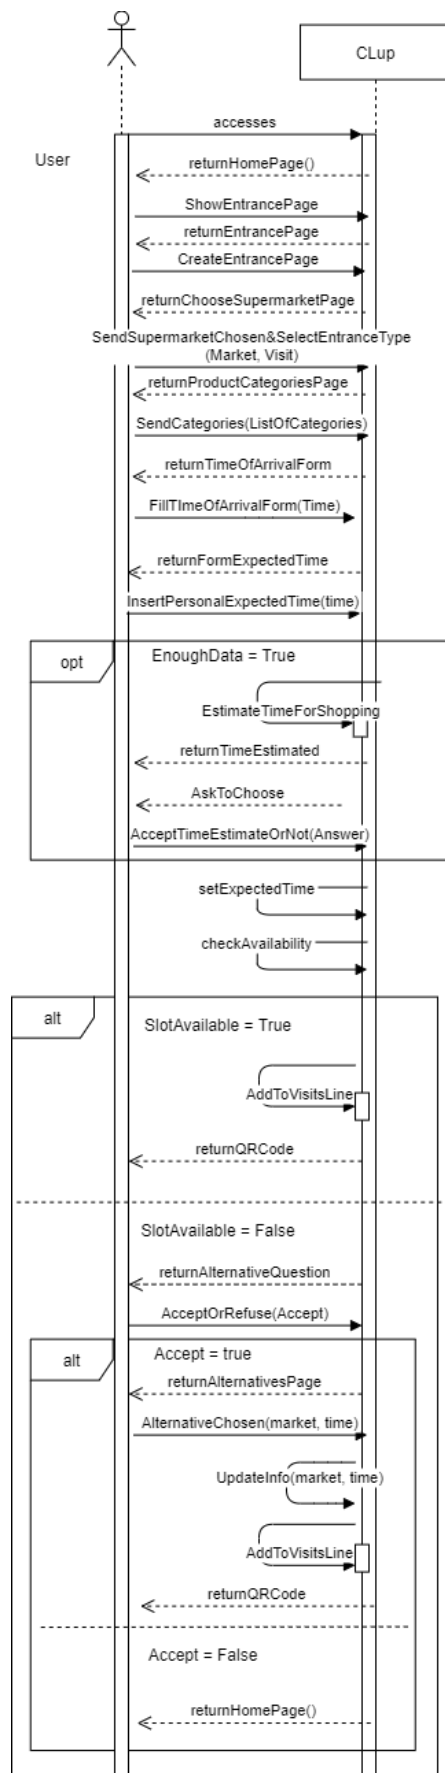 CLup
accesses
User
returnHomePage()
ShowEntrancePage
returnEntrancePage
CreateEntrancePage
returnChooseSupermarketPage
SendSupermarketChosen&SelectEntranceType
(Market, Visit)
returnProductCategoriesPage
SendCategories(ListOfCategories)
returnTimeOfArrivalForm
FillTImeOfArrivalForm(Time)
returnFormExpectedTime
InsertPersonalExpectedTime(time)
opt
EnoughData = True
EstimateTimeForShopping
returnTimeEstimated
AskToChoose
AcceptTimeEstimateOrNot(Answer)
setExpectedTime
checkAvailability
alt
SlotAvailable = True
AddToVisitsLine
returnQRCode
SlotAvailable = False
returnAlternativeQuestion
AcceptOrRefuse(Accept)
alt
Accept = true
returnAlternativesPage
AlternativeChosen(market, time)
UpdateInfo(market, time)
AddToVisitsLine
returnQRCode
Accept = False
returnHomePage()